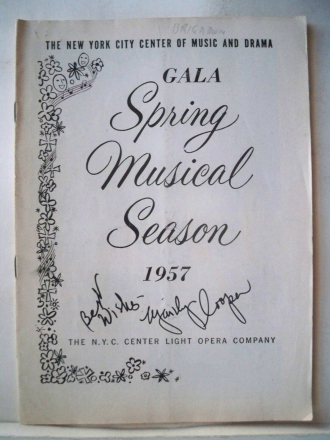 THE NEW YORK CITY CENTER OF MUSIC AND DRAMA
GALA
Spring
Musical
Season
1957
Best
Wishes
Cooper
THE N.Y.C. CENTER LIGHT OPERA COMPANY